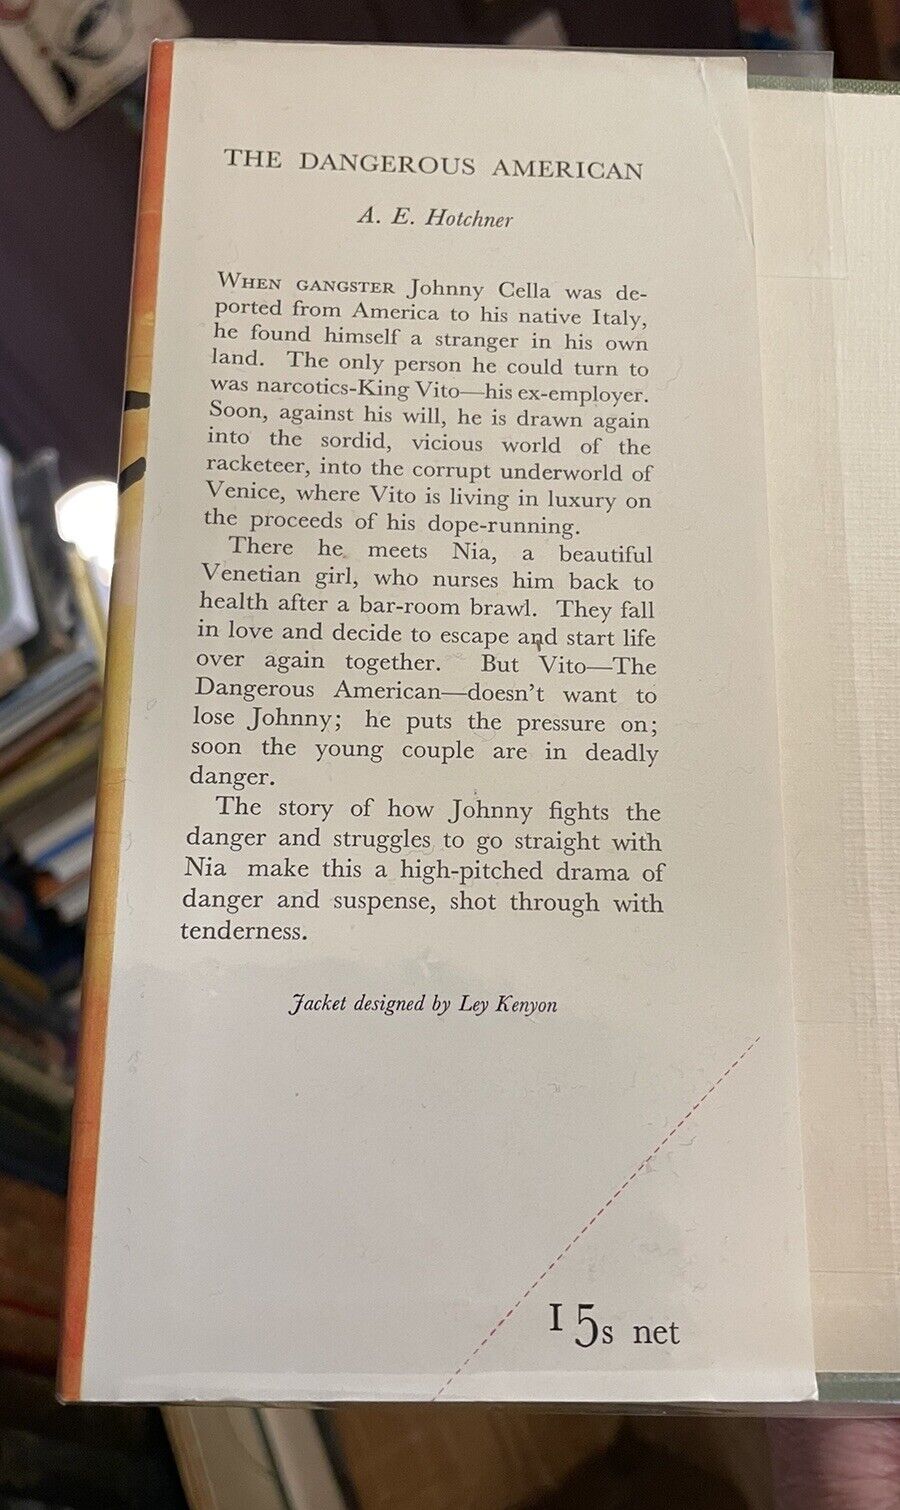 THE DANGEROUS AMERICAN
A. E. Hotchner
WHEN GANGSTER Johnny Cella was de-
ported from America to his native Italy,
he found himself a stranger in his own
land. The only person he could turn to
was narcotics-King Vito—his ex-employer.
Soon, against his will, he is drawn again
into the sordid, vicious world of the
racketeer, into the corrupt underworld of
Venice, where Vito is living in luxury on
the proceeds of his dope-running.
There he meets Nia, a beautiful
Venetian girl, who nurses him back to
health after a bar-room brawl. They fall
in love and decide to escape and start life
over again together. But Vito—The
Dangerous American—doesn't want to
lose Johnny; he puts the pressure on;
soon the young couple are in deadly
danger.
The story of how Johnny fights the
danger and struggles to go straight with
Nia make this a high-pitched drama of
danger and suspense, shot through with
tenderness.
Jacket designed by Ley Kenyon
15s net